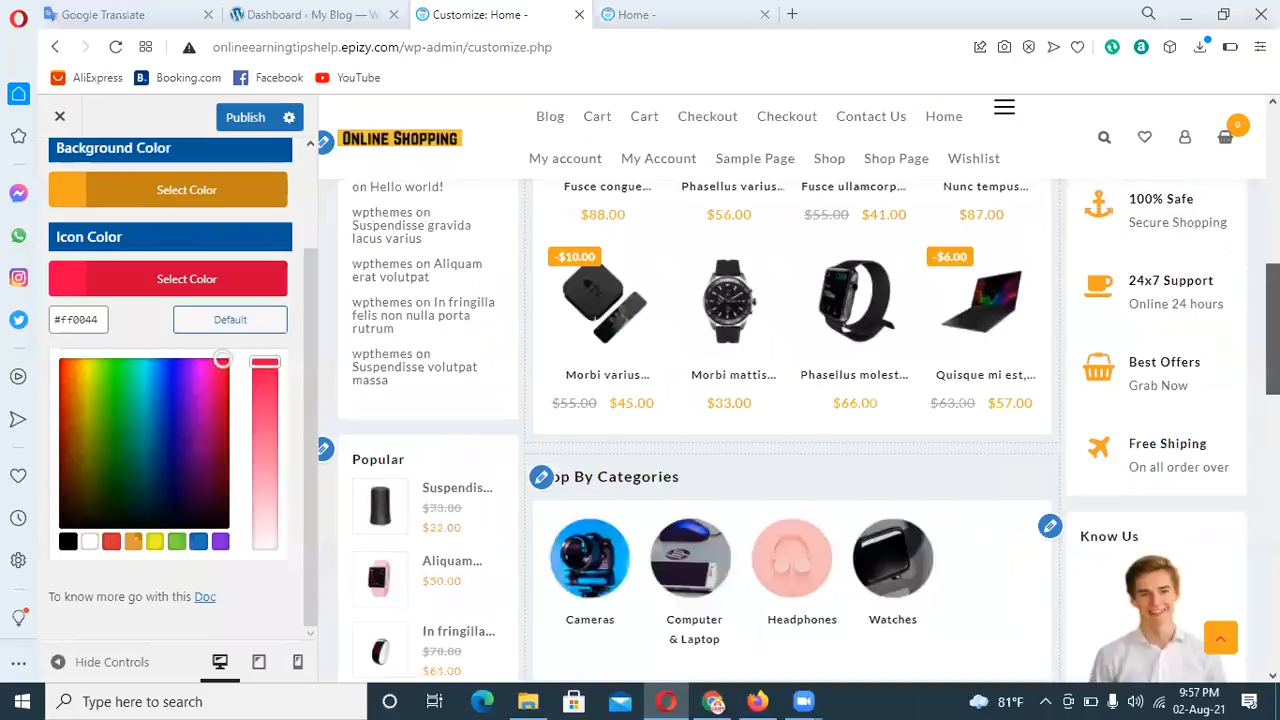 Google Translate
Dashboard ‹ My Blog — W
Customize: Home -
Home -
onlineearningtipshelp.epizy.com/wp-admin/customize.php
AliExpress
Booking.com
Facebook
YouTube
Publish
Background Color
Select Color
Icon Color
Select Color
#ff0044
Default
To know more go with this Doc
Hide Controls
ONLINE SHOPPING
Blog Cart Cart Checkout Checkout Contact Us Home
My account My Account Sample Page Shop Shop Page Wishlist
0
on Hello world!
wpthemes on
Suspendisse gravida
lacus varius
wpthemes on Aliquam
erat volutpat
wpthemes on In fringilla
felis non nulla porta
rutrum
wpthemes on
Suspendisse volutpat
massa
Popular
Suspendis...
$73.00
$22.00
Aliquam...
$50.00
In fringilla...
$78.00
Fusce congue...
$88.00
Phasellus varius...
$56.00
Fusce ullamcorp...
$55.00 $41.00
Nunc tempus...
$87.00
-$10.00
-$6.00
Morbi varius...
$55.00 $45.00
Morbi mattis...
$33.00
Phasellus molest...
$66.00
Quisque mi est,...
$63.00 $57.00
op By Categories
Cameras
Computer
& Laptop
Headphones
Watches
100% Safe
Secure Shopping
24x7 Support
Online 24 hours
Best Offers
Grab Now
Free Shiping
On all order over
Know Us
Type here to search
81°F
9:57 PM
02-Aug-21